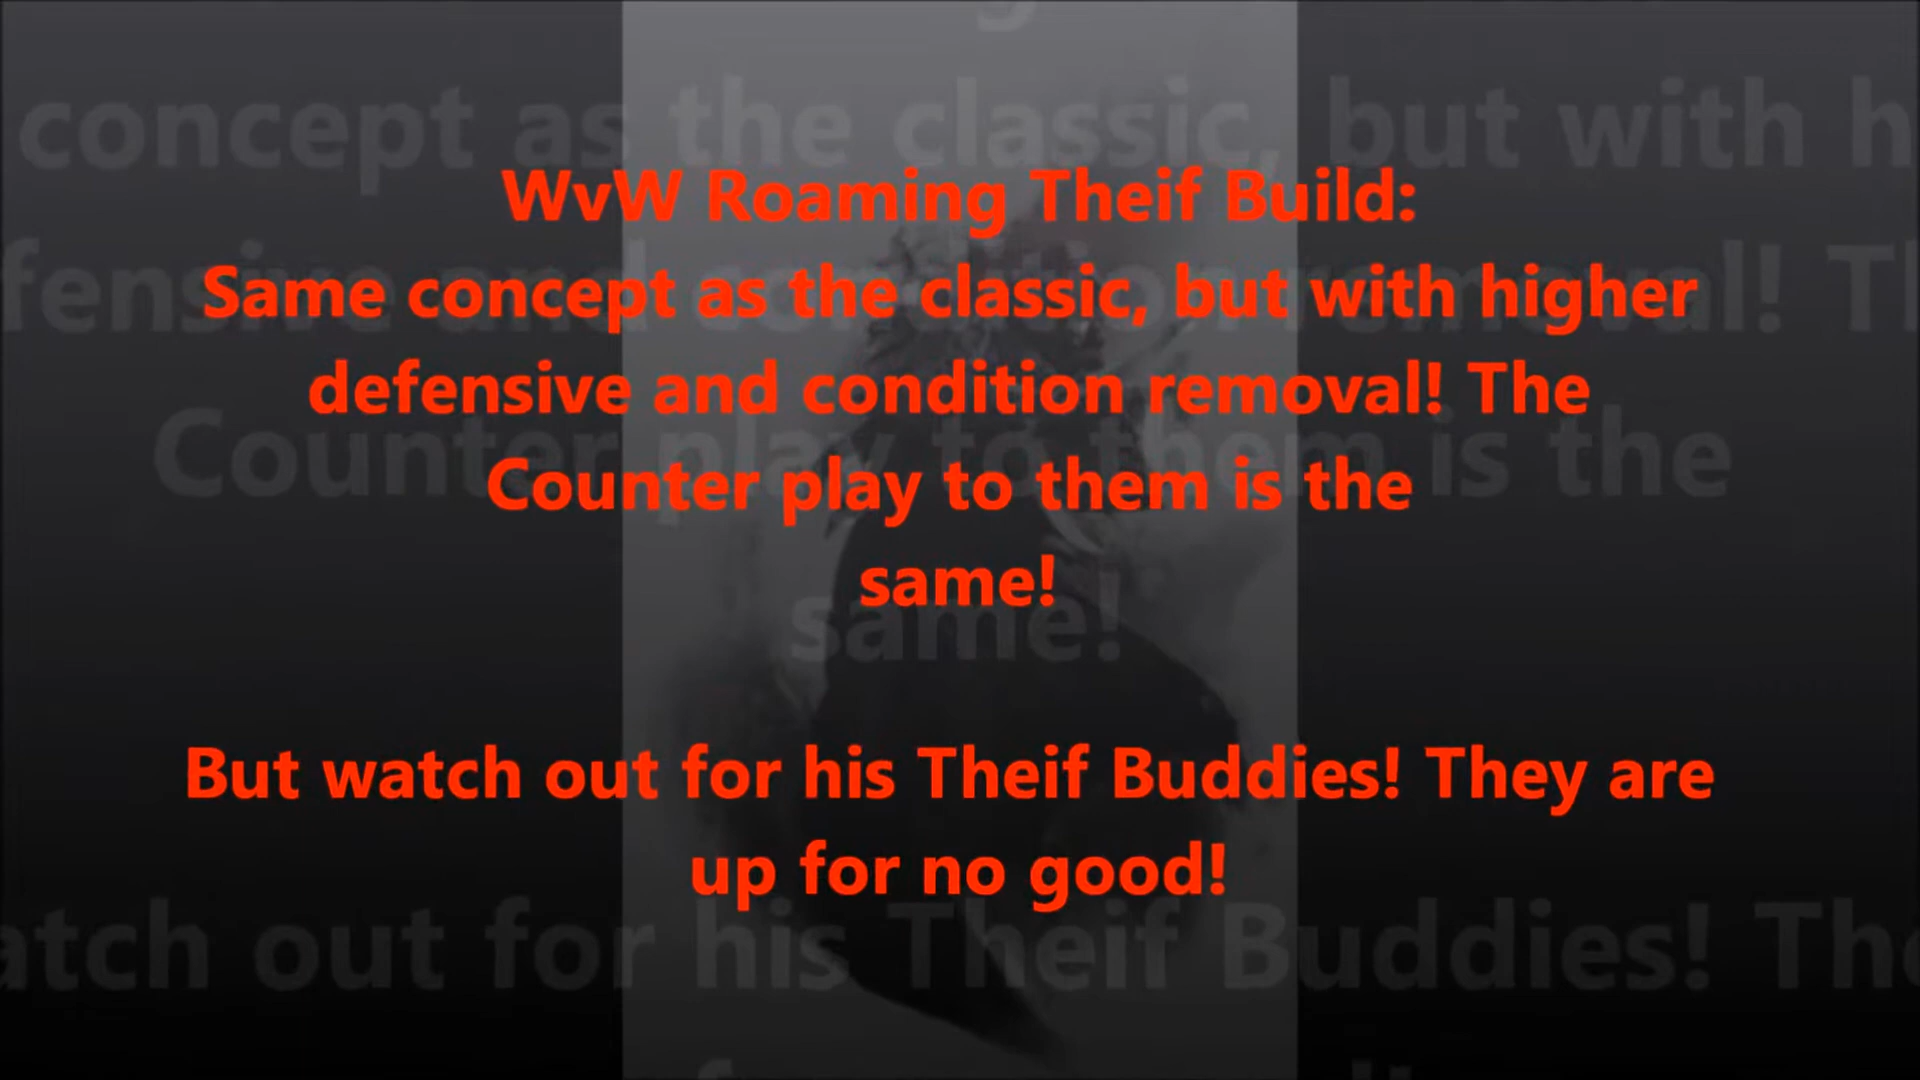 WvW Roaming Theif Build:
Same concept as the classic, but with higher
defensive and condition removal! The
Counter play to them is the
same!
But watch out for his Theif Buddies! They are
up for no good!